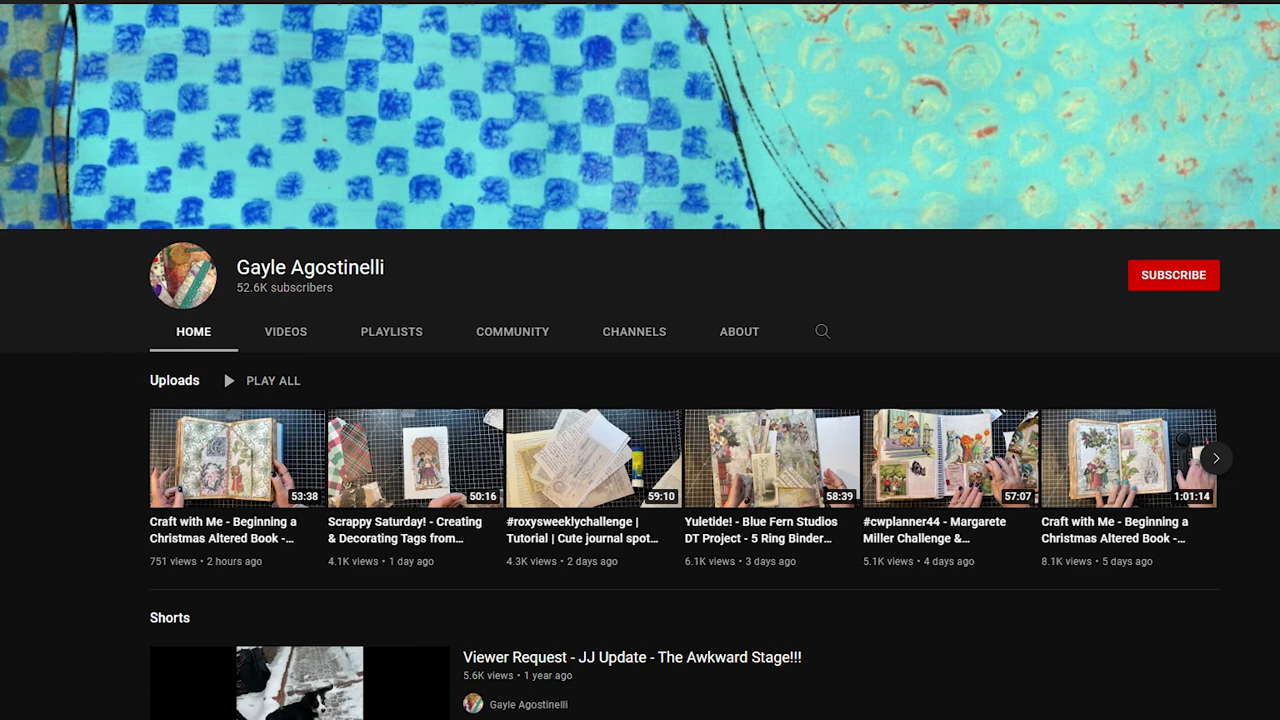 Gayle Agostinelli
52.6K subscribers
SUBSCRIBE
HOME VIDEOS PLAYLISTS COMMUNITY CHANNELS ABOUT
Uploads PLAY ALL
53:38
50:16
59:10
58:39
57:07
1:01:14
Craft with Me - Beginning a
Christmas Altered Book -...
751 views • 2 hours ago
Scrappy Saturday! - Creating
& Decorating Tags from...
4.1K views • 1 day ago
#roxysweeklychallenge |
Tutorial | Cute journal spot...
4.3K views • 2 days ago
Yuletide! - Blue Fern Studios
DT Project - 5 Ring Binder...
6.1K views • 3 days ago
#cwplanner44 - Margarete
Miller Challenge &...
5.1K views • 4 days ago
Craft with Me - Beginning a
Christmas Altered Book -...
8.1K views • 5 days ago
Shorts
Viewer Request - JJ Update - The Awkward Stage!!!
5.6K views • 1 year ago
Gayle Agostinelli